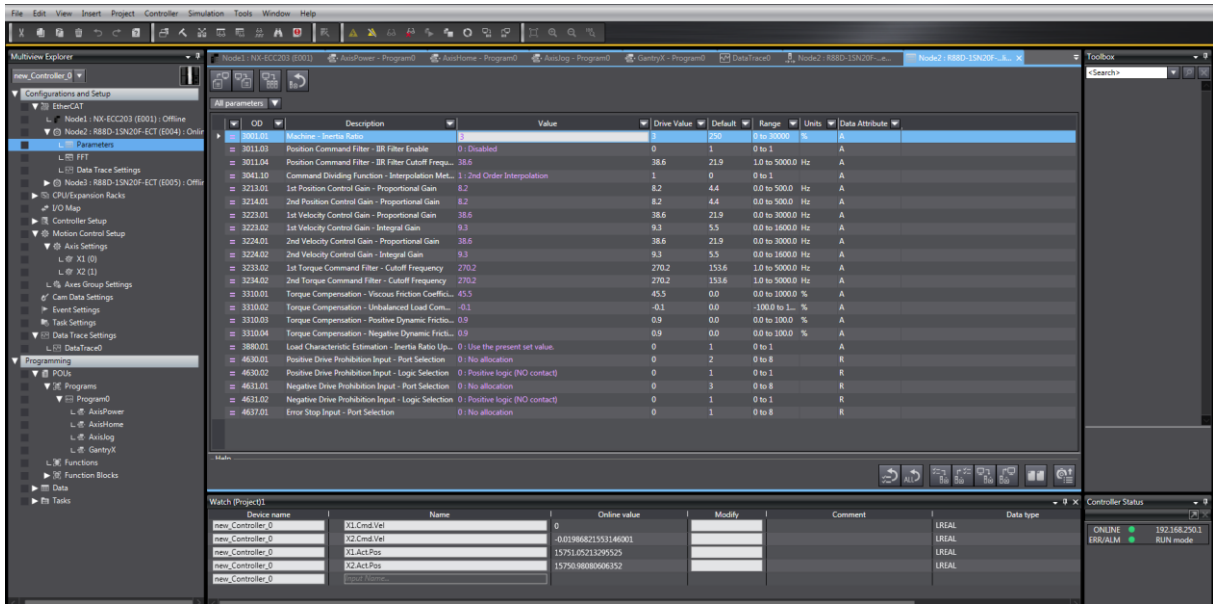 File Edit View Insert Project Controller Simulation Tools Window Help
Multiview Explorer
new_Controller_0
Configurations and Setup
EtherCAT
Node1 : NX-ECC203 (E001) : Offline
Node2 : R88D-1SN20F-ECT (E004) : Onlin
Parameters
FFT
Data Trace Settings
Node3 : R88D-1SN20F-ECT (E005) : Offlin
CPU/Expansion Racks
I/O Map
Controller Setup
Motion Control Setup
Axis Settings
X1 (0)
X2 (1)
Axes Group Settings
Cam Data Settings
Event Settings
Task Settings
Data Trace Settings
DataTrace0
Programming
POUs
Programs
Program0
AxisPower
AxisHome
AxisJog
GantryX
Functions
Function Blocks
Data
Tasks
Node1 : NX-ECC203 (E001) AxisPower - Program0 AxisHome - Program0 AxisJog - Program0 GantryX - Program0 DataTrace0 Node2 : R88D-1SN20F-...e... Node2 : R88D-1SN20F-...li... X
All parameters
OD Description Value Drive Value Default Range Units Data Attribute
= 3001.01 Machine - Inertia Ratio 3 3 250 0 to 30000 % A
= 3011.03 Position Command Filter - IIR Filter Enable 0 : Disabled 0 1 0 to 1 A
= 3011.04 Position Command Filter - IIR Filter Cutoff Frequ... 38.6 38.6 21.9 1.0 to 5000.0 Hz A
= 3041.10 Command Dividing Function - Interpolation Met... 1 : 2nd Order Interpolation 1 0 0 to 1 A
= 3213.01 1st Position Control Gain - Proportional Gain 8.2 8.2 4.4 0.0 to 500.0 Hz A
= 3214.01 2nd Position Control Gain - Proportional Gain 8.2 8.2 4.4 0.0 to 500.0 Hz A
= 3223.01 1st Velocity Control Gain - Proportional Gain 38.6 38.6 21.9 0.0 to 3000.0 Hz A
= 3223.02 1st Velocity Control Gain - Integral Gain 9.3 9.3 5.5 0.0 to 1600.0 Hz A
= 3224.01 2nd Velocity Control Gain - Proportional Gain 38.6 38.6 21.9 0.0 to 3000.0 Hz A
= 3224.02 2nd Velocity Control Gain - Integral Gain 9.3 9.3 5.5 0.0 to 1600.0 Hz A
= 3233.02 1st Torque Command Filter - Cutoff Frequency 270.2 270.2 153.6 1.0 to 5000.0 Hz A
= 3234.02 2nd Torque Command Filter - Cutoff Frequency 270.2 270.2 153.6 1.0 to 5000.0 Hz A
= 3310.01 Torque Compensation - Viscous Friction Coeffici... 45.5 45.5 0.0 0.0 to 1000.0 % A
= 3310.02 Torque Compensation - Unbalanced Load Com... -0.1 -0.1 0.0 -100.0 to 1... % A
= 3310.03 Torque Compensation - Positive Dynamic Frictio... 0.9 0.9 0.0 0.0 to 100.0 % A
= 3310.04 Torque Compensation - Negative Dynamic Fricti... 0.9 0.9 0.0 0.0 to 100.0 % A
= 3880.01 Load Characteristic Estimation - Inertia Ratio Up... 0 : Use the present set value. 0 1 0 to 1 A
= 4630.01 Positive Drive Prohibition Input - Port Selection 0 : No allocation 0 2 0 to 8 R
= 4630.02 Positive Drive Prohibition Input - Logic Selection 0 : Positive logic (NO contact) 0 1 0 to 1 R
= 4631.01 Negative Drive Prohibition Input - Port Selection 0 : No allocation 0 3 0 to 8 R
= 4631.02 Negative Drive Prohibition Input - Logic Selection 0 : Positive logic (NO contact) 0 1 0 to 1 R
= 4637.01 Error Stop Input - Port Selection 0 : No allocation 0 1 0 to 8 R
Help
ALL
Watch (Project)1
Device name Name Online value Modify Comment Data type
new_Controller_0 X1.Cmd.Vel 0 LREAL
new_Controller_0 X2.Cmd.Vel -0.01986821553146001 LREAL
new_Controller_0 X1.Act.Pos 15751.05213295525 LREAL
new_Controller_0 X2.Act.Pos 15750.98080606352 LREAL
new_Controller_0 Input Name...
Toolbox
<Search>
Controller Status
ONLINE 192.168.250.1
ERR/ALM RUN mode